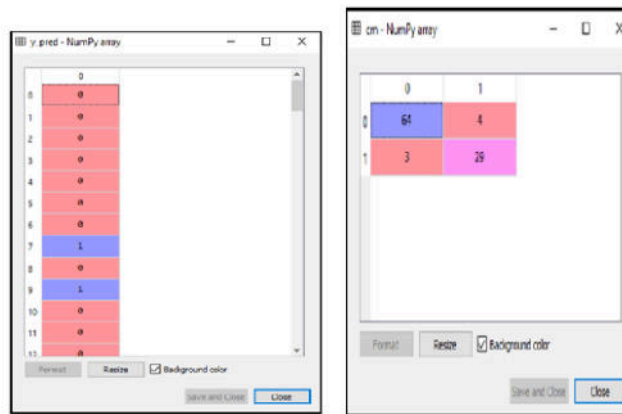 y_pred - NumPy array
0
0 0
1 0
2 0
3 0
4 0
5 0
6 0
7 1
8 0
9 1
10 0
11 0
12 0
Format Resize Background color
Save and Close Close
cm - NumPy array
0 1
0 64 4
1 3 29
Format Resize Background color
Save and Close Close